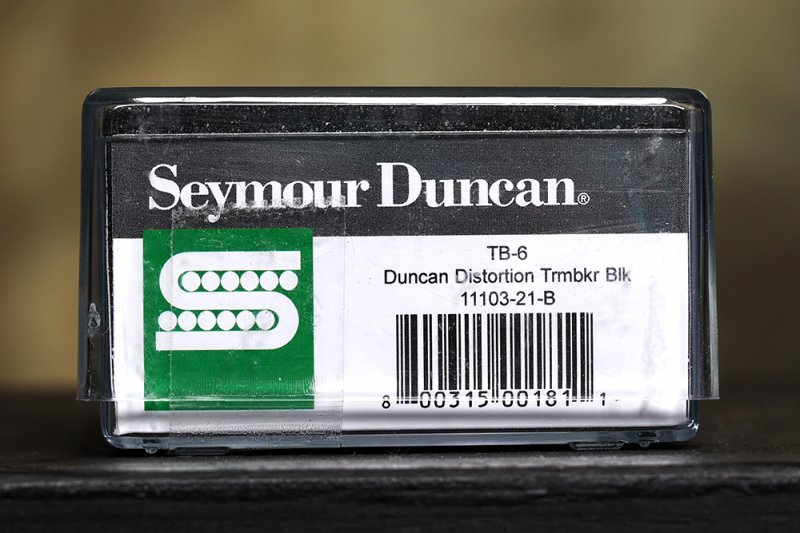 Seymour Duncan®
TB-6
Duncan Distortion Trmbkr Blk
11103-21-B
8 00315 00181 1